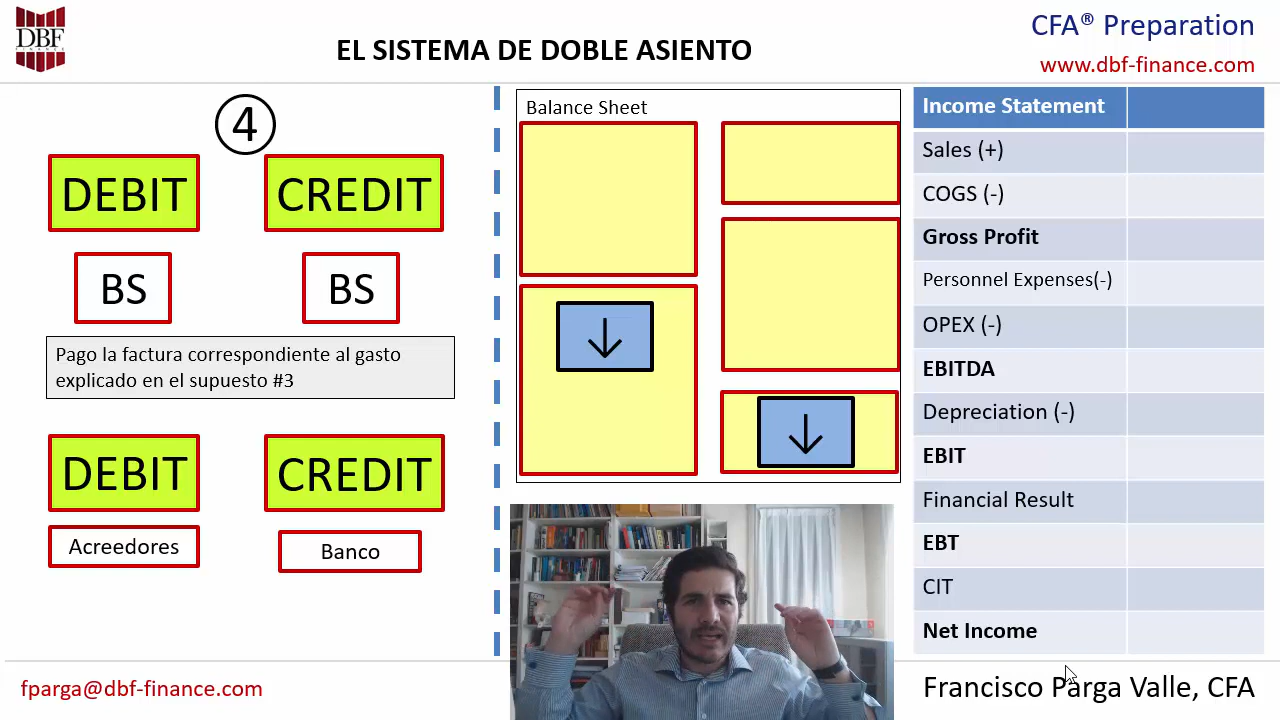 DBF
FINANCE
EL SISTEMA DE DOBLE ASIENTO
CFA® Preparation
www.dbf-finance.com
4
DEBIT
CREDIT
BS
BS
Pago la factura correspondiente al gasto
explicado en el supuesto #3
DEBIT
CREDIT
Acreedores
Banco
Balance Sheet
Income Statement
Sales (+)
COGS (-)
Gross Profit
Personnel Expenses(-)
OPEX (-)
EBITDA
Depreciation (-)
EBIT
Financial Result
EBT
CIT
Net Income
fparga@dbf-finance.com
Francisco Parga Valle, CFA